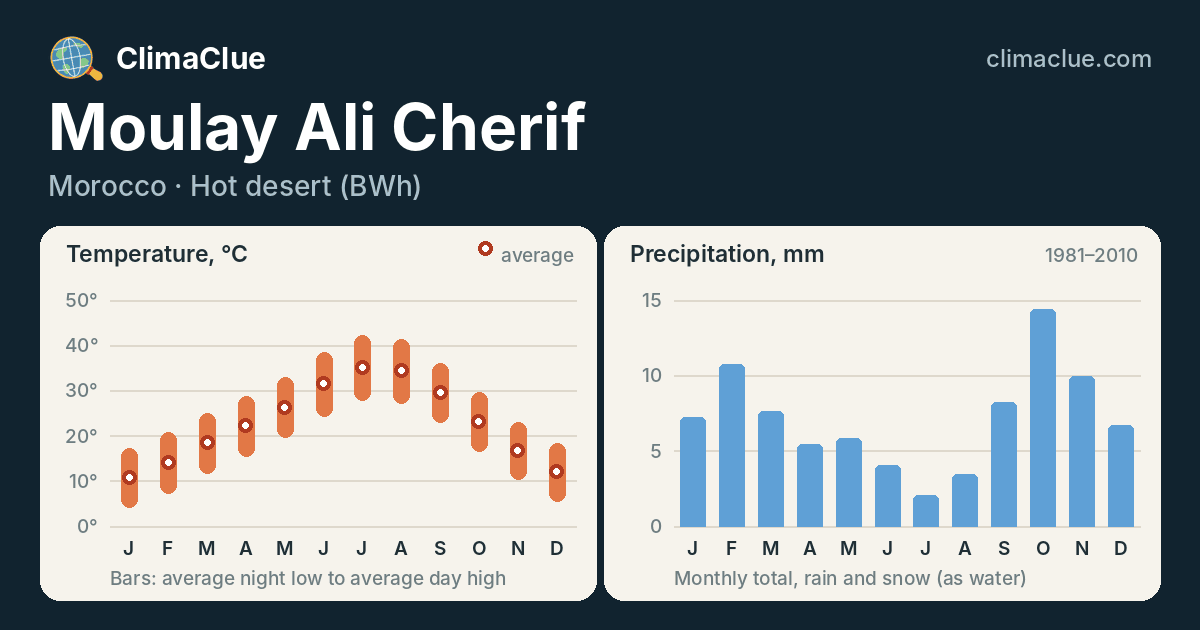 ClimaClue
climaclue.com
Moulay Ali Cherif
Morocco · Hot desert (BWh)
Temperature, °C
average
50°
40°
30°
20°
10°
0°
J F M A M J J A S O N D
Bars: average night low to average day high
Precipitation, mm
1981–2010
15
10
5
0
J F M A M J J A S O N D
Monthly total, rain and snow (as water)